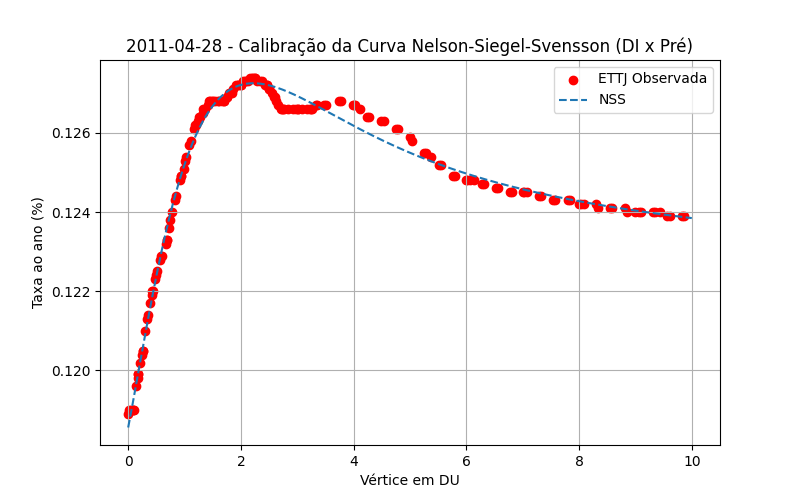 2011-04-28 - Calibração da Curva Nelson-Siegel-Svensson (DI x Pré)
ETTJ Observada
NSS
Taxa ao ano (%)
0.126
0.124
0.122
0.120
0 2 4 6 8 10
Vértice em DU